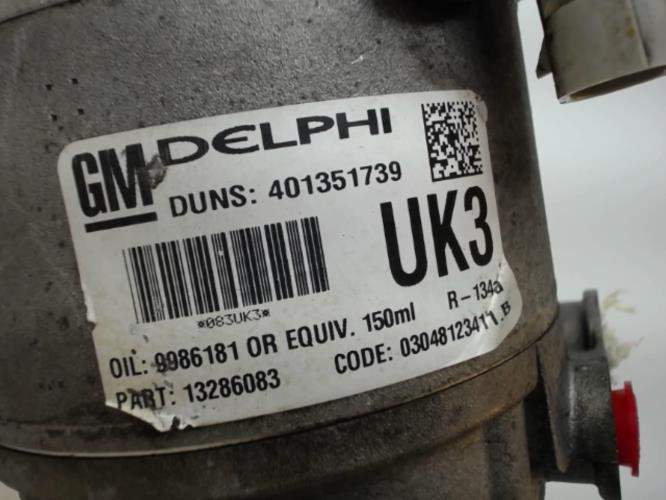 GM DELPHI
DUNS: 401351739
UK3
*083UK3*
R-134a
OIL: 9986181 OR EQUIV. 150ml
CODE: 03048123411.B
PART: 13286083